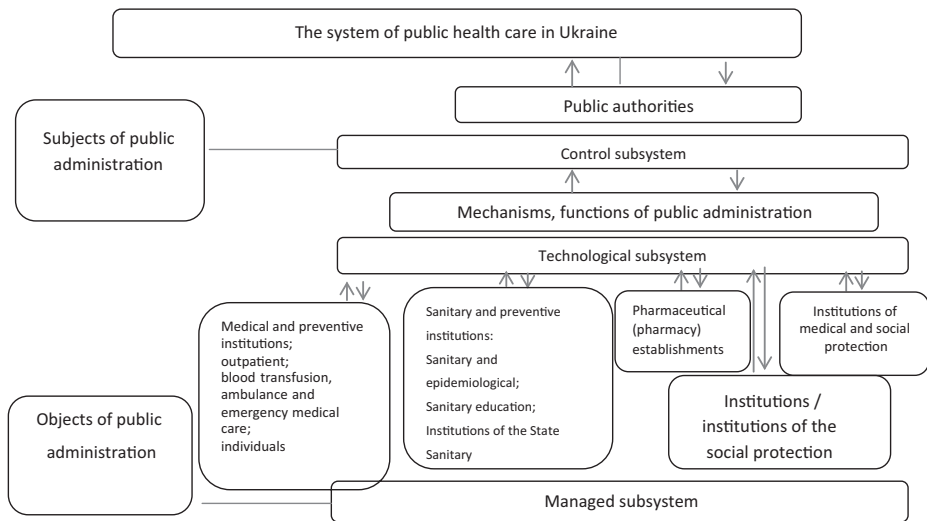 The system of public health care in Ukraine
Public authorities
Subjects of public
administration
Control subsystem
Mechanisms, functions of public administration
Technological subsystem
Medical and preventive
institutions;
outpatient;
blood transfusion,
ambulance and
emergency medical
care;
individuals
Sanitary and preventive
institutions:
Sanitary and
epidemiological;
Sanitary education;
Institutions of the State
Sanitary
Pharmaceutical
(pharmacy)
establishments
Institutions of
medical and social
protection
Institutions /
institutions of the
social protection
Objects of public
administration
Managed subsystem